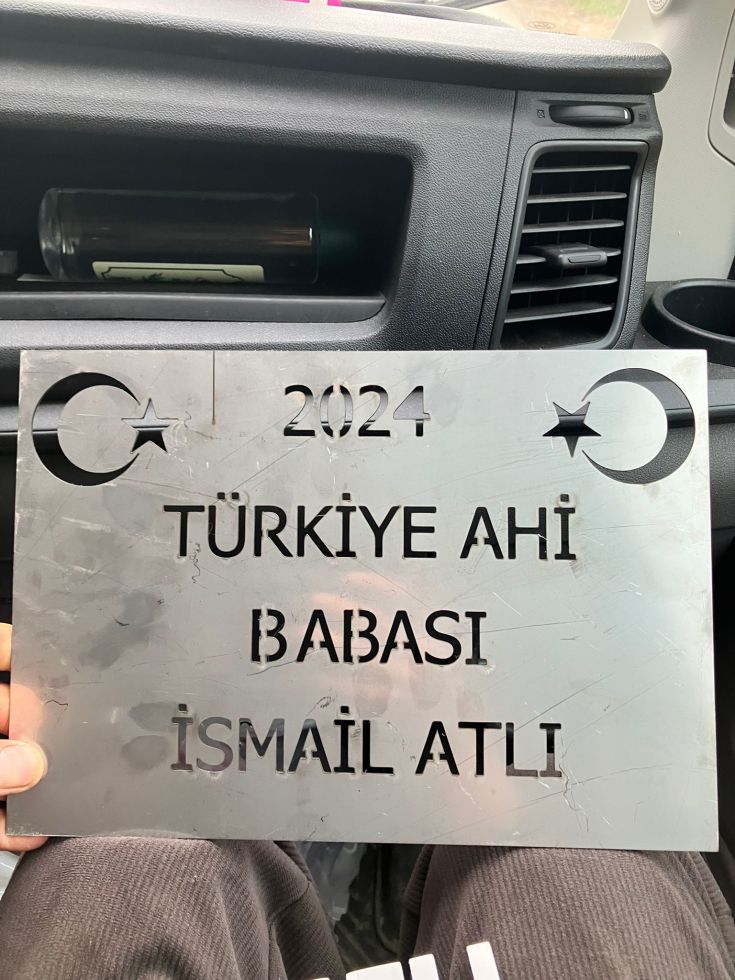 2024
TÜRKİYE AHİ
BABASI
İSMAİL ATLI